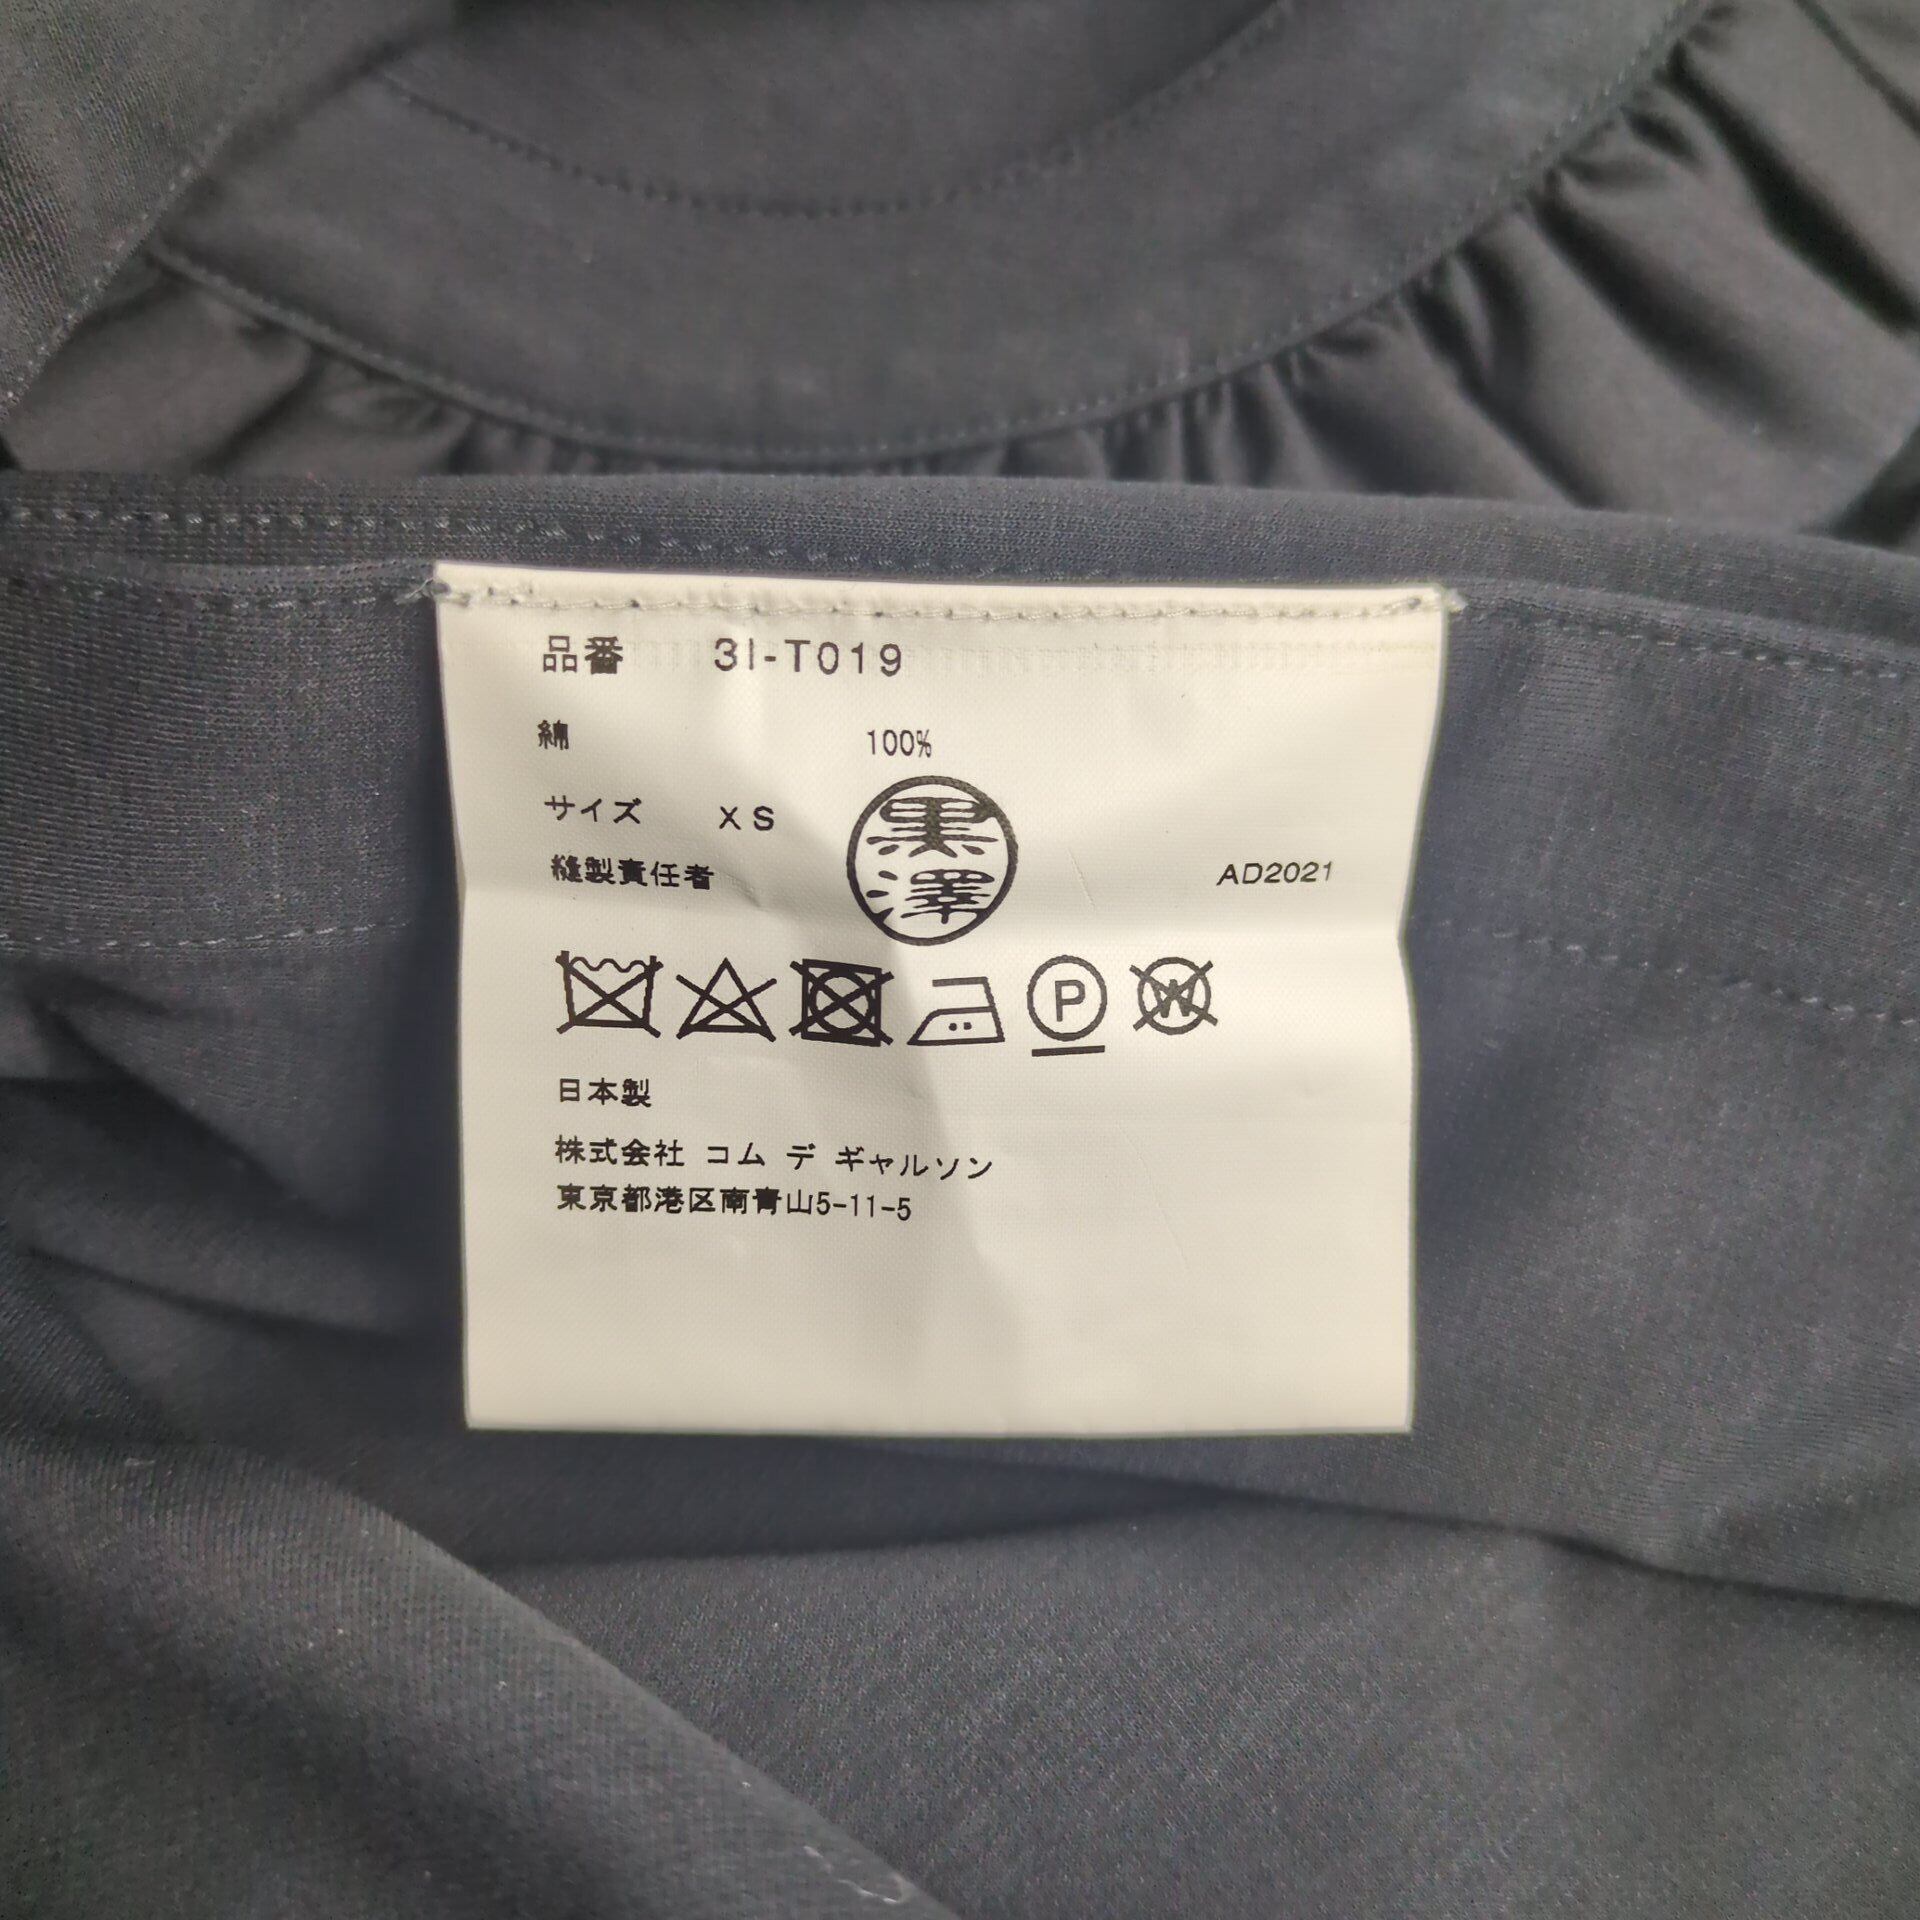 品番 3I-T019
綿 100%
サイズ XS
黒澤
縫製責任者 AD2021
P W
日本製
株式会社 コム デ ギャルソン
東京都港区南青山5-11-5